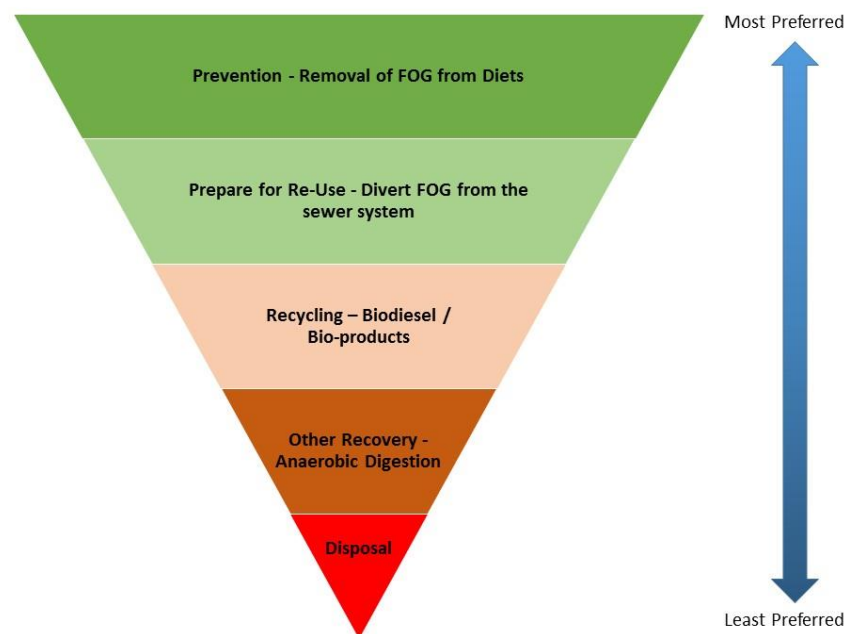 Most Preferred
Prevention - Removal of FOG from Diets
Prepare for Re-Use - Divert FOG from the
sewer system
Recycling – Biodiesel /
Bio-products
Other Recovery -
Anaerobic Digestion
Disposal
Least Preferred